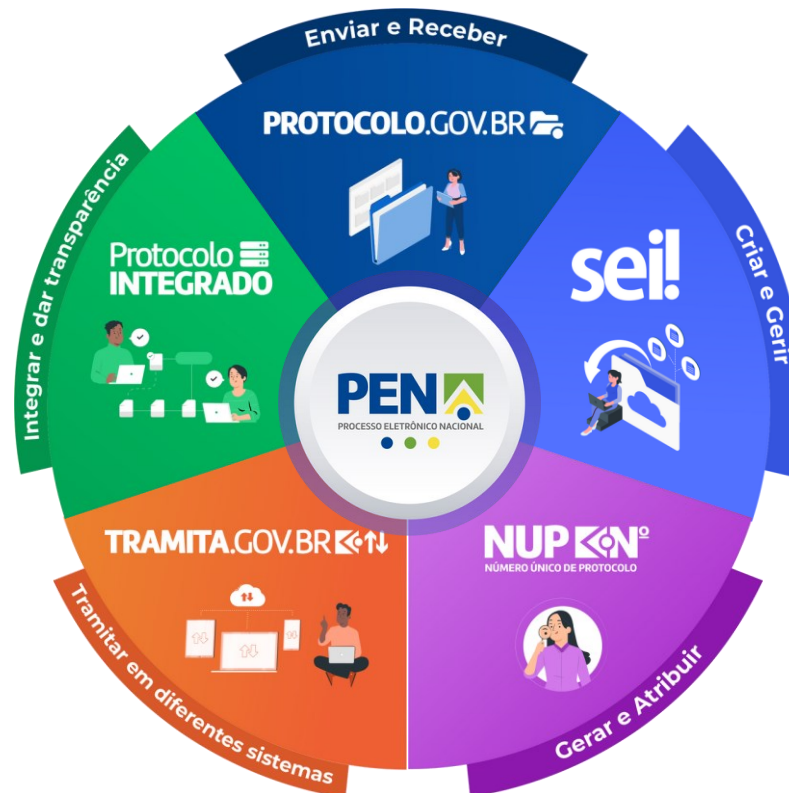 Enviar e Receber
PROTOCOLO.GOV.BR
Criar e Gerir
sei!
Gerar e Atribuir
NUP Nº
NÚMERO ÚNICO DE PROTOCOLO
Tramitar em diferentes sistemas
TRAMITA.GOV.BR
Integrar e dar transparência
Protocolo
INTEGRADO
PEN
PROCESSO ELETRÔNICO NACIONAL